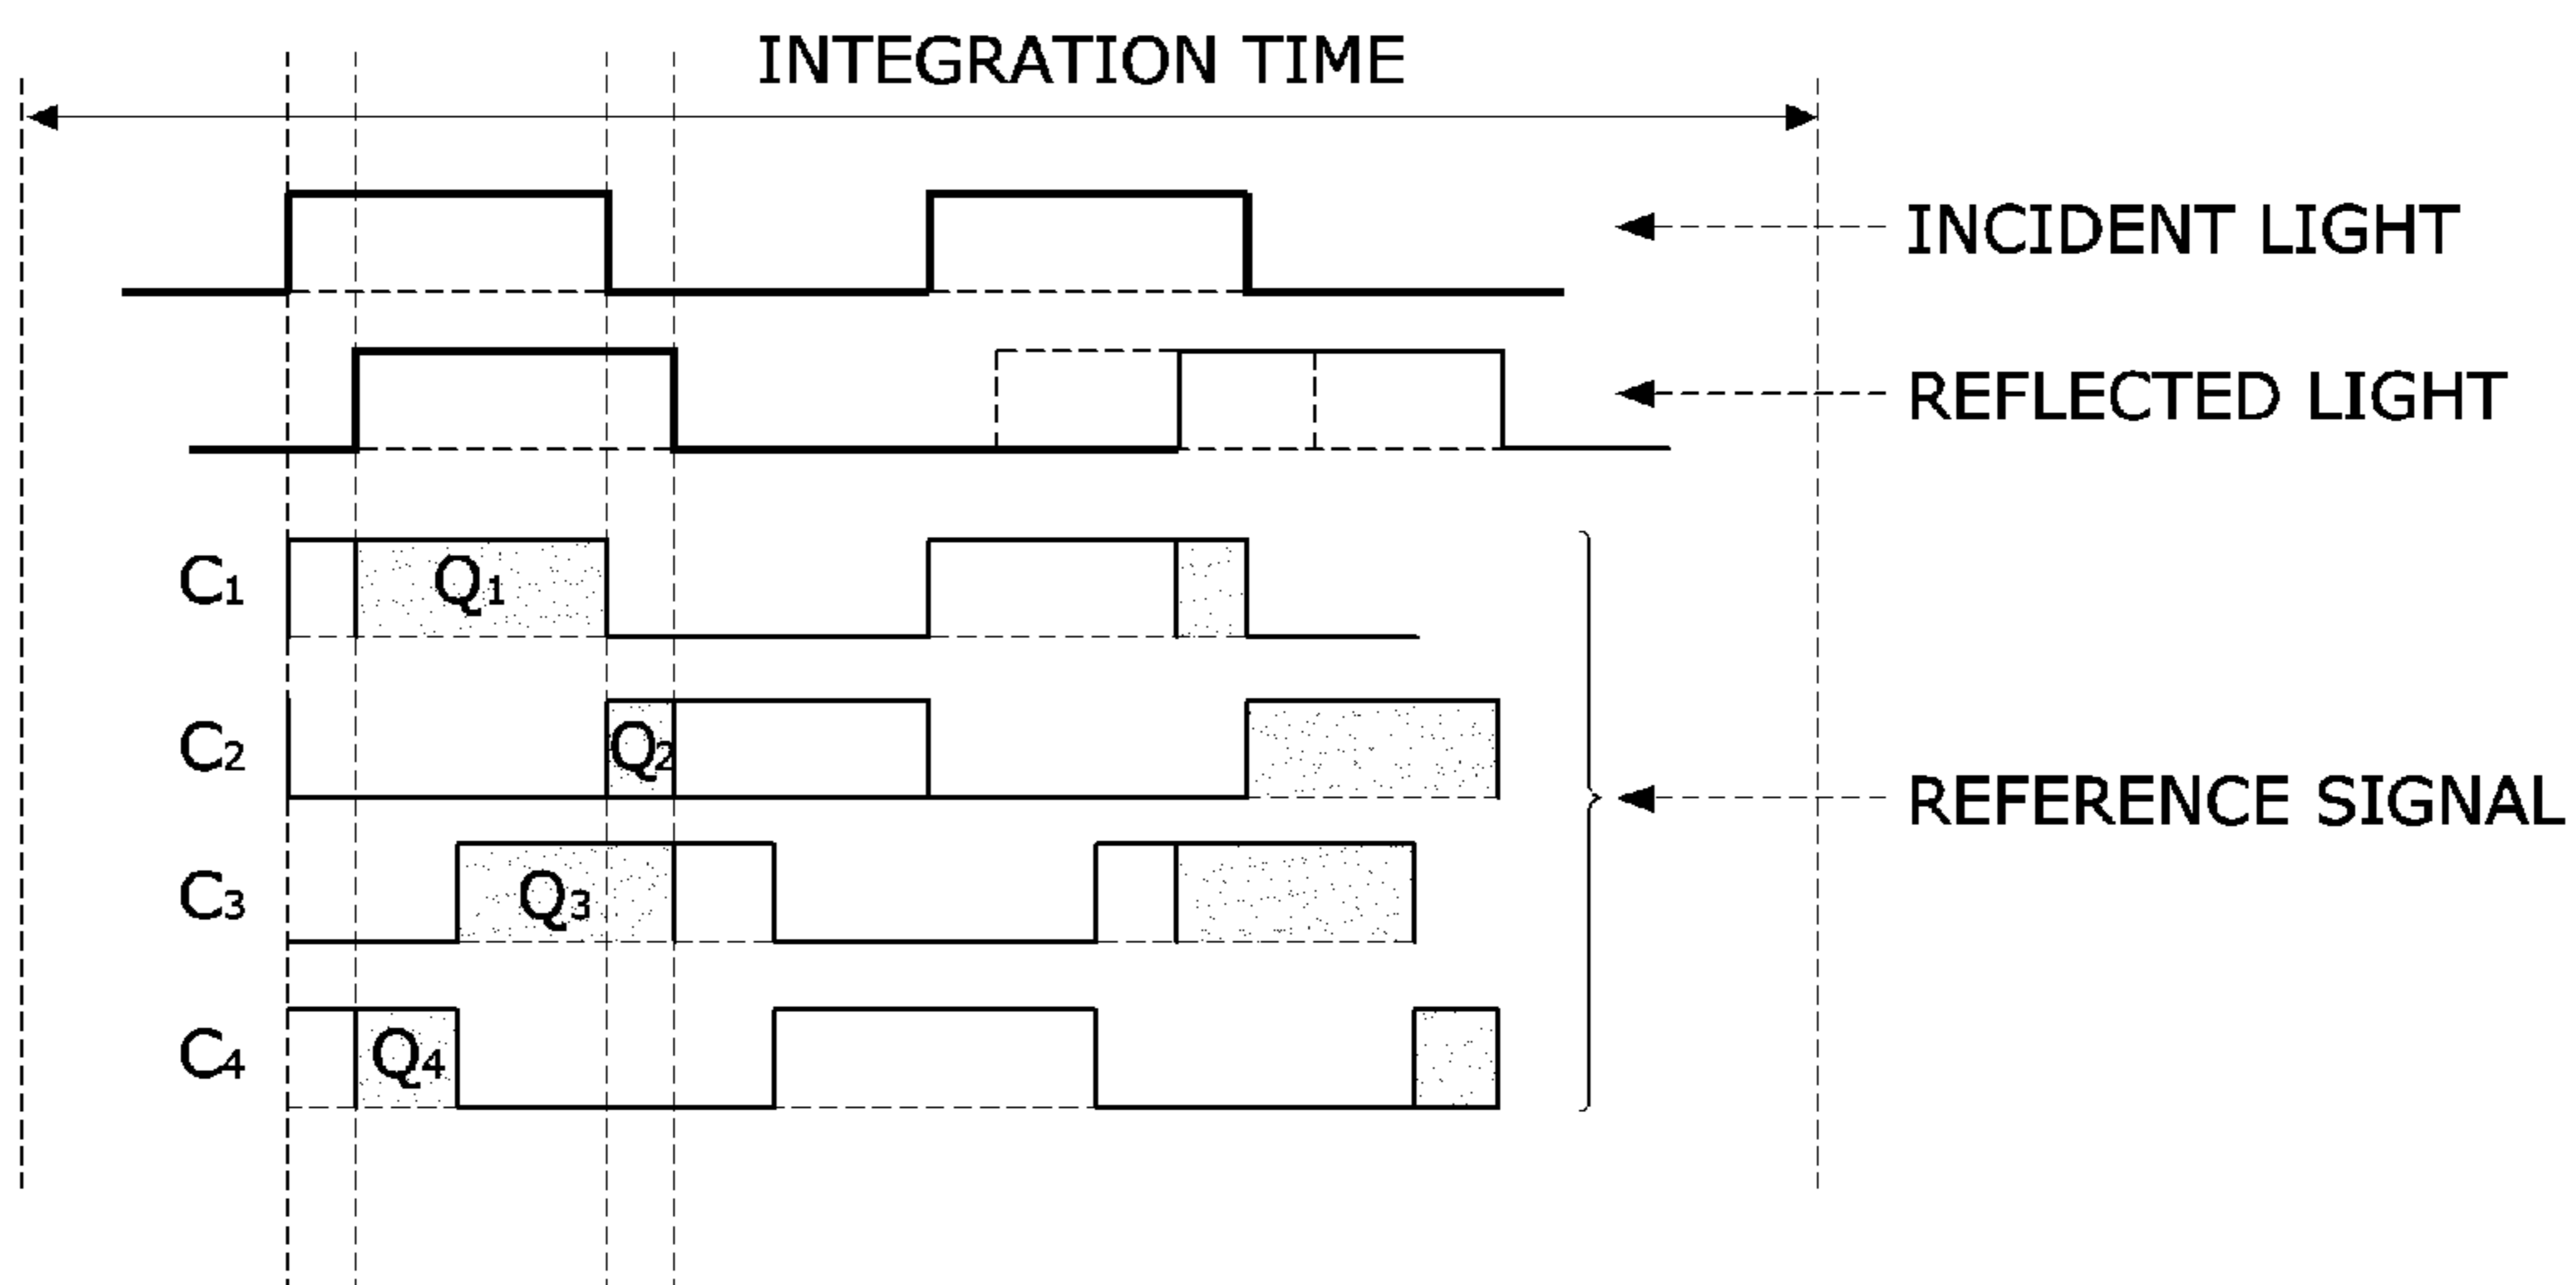 INTEGRATION TIME
INCIDENT LIGHT
REFLECTED LIGHT
C1 Q1
C2 Q2
REFERENCE SIGNAL
C3 Q3
C4 Q4